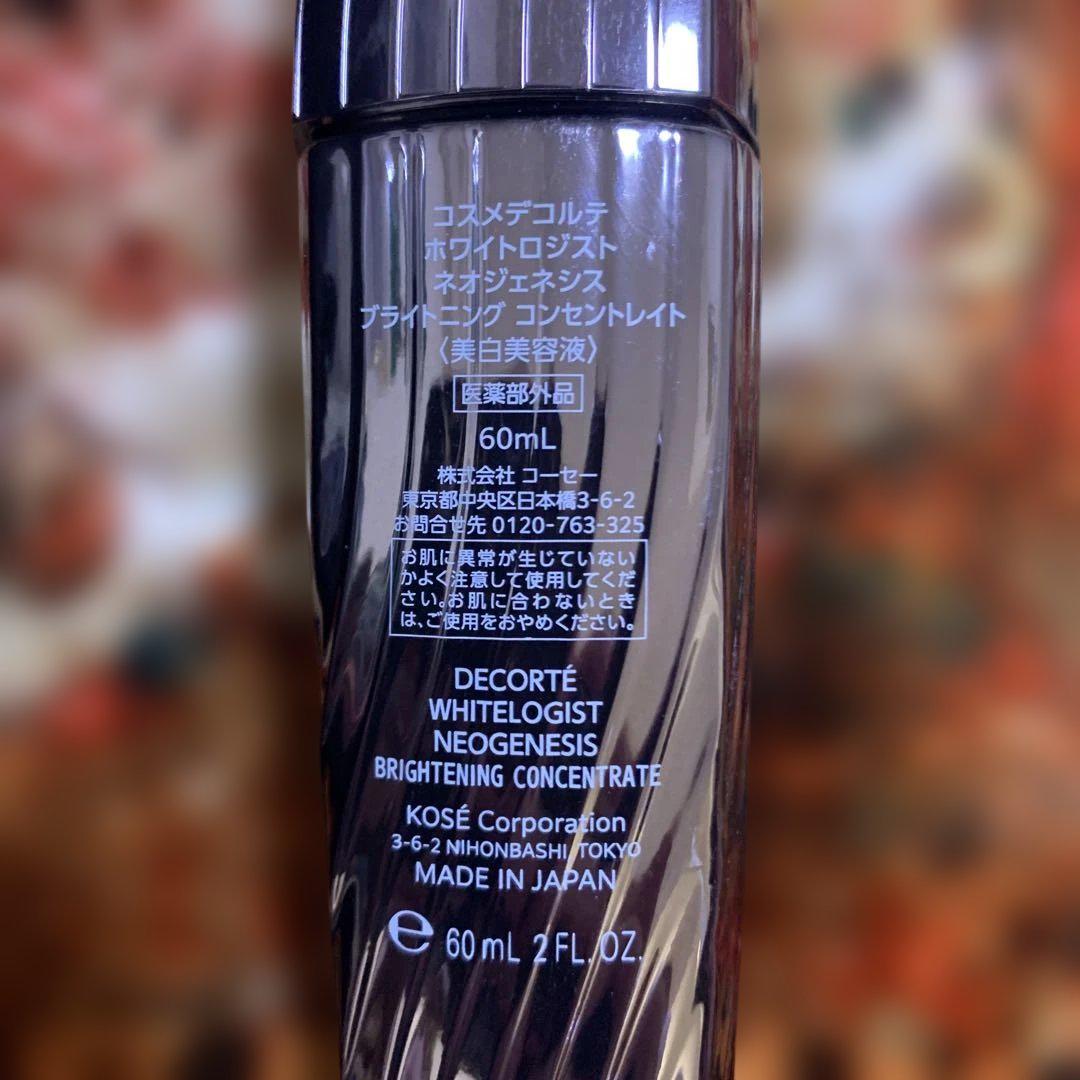 コスメデコルテ
ホワイトロジスト
ネオジェネシス
ブライトニング コンセントレイト
〈美白美容液〉
医薬部外品
60mL
株式会社 コーセー
東京都中央区日本橋3-6-2
お問合せ先 0120-763-325
お肌に異常が生じていない
かよく注意して使用してくだ
さい。お肌に合わないとき
は、ご使用をおやめください。
DECORTÉ
WHITELOGIST
NEOGENESIS
BRIGHTENING CONCENTRATE
KOSÉ Corporation
3-6-2 NIHONBASHI, TOKYO
MADE IN JAPAN
℮ 60 mL 2 FL. OZ.